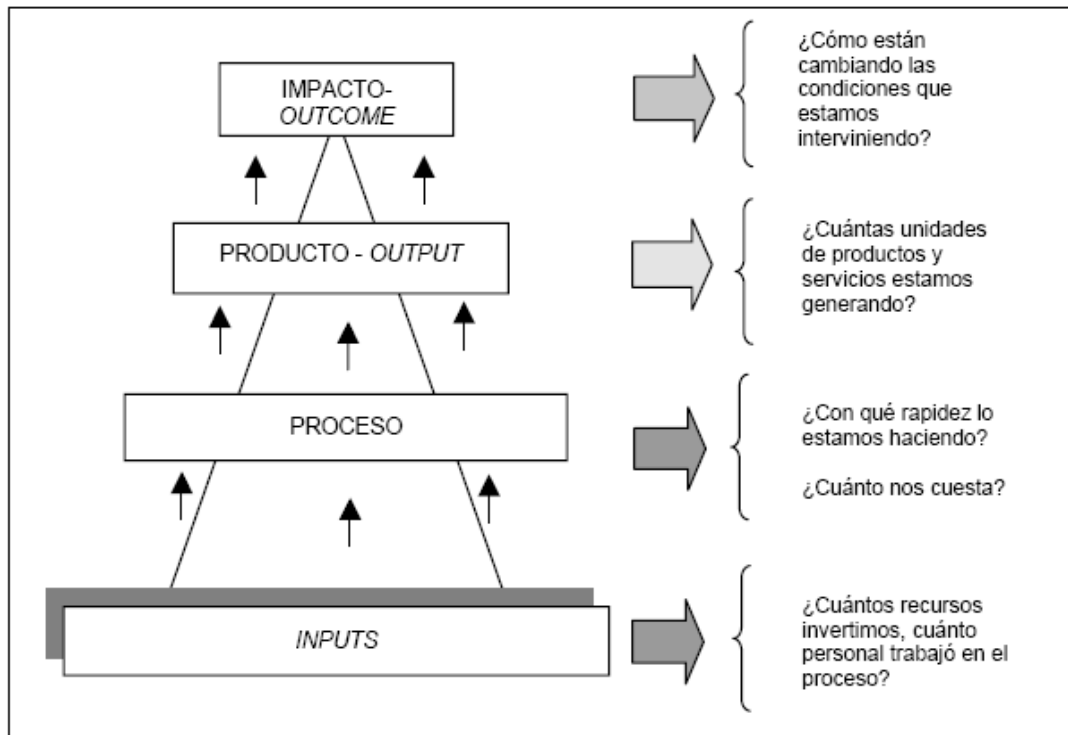 IMPACTO-
OUTCOME
¿Cómo están
cambiando las
condiciones que
estamos
interviniendo?
PRODUCTO - OUTPUT
¿Cuántas unidades
de productos y
servicios estamos
generando?
PROCESO
¿Con qué rapidez lo
estamos haciendo?
¿Cuánto nos cuesta?
INPUTS
¿Cuántos recursos
invertimos, cuánto
personal trabajó en el
proceso?